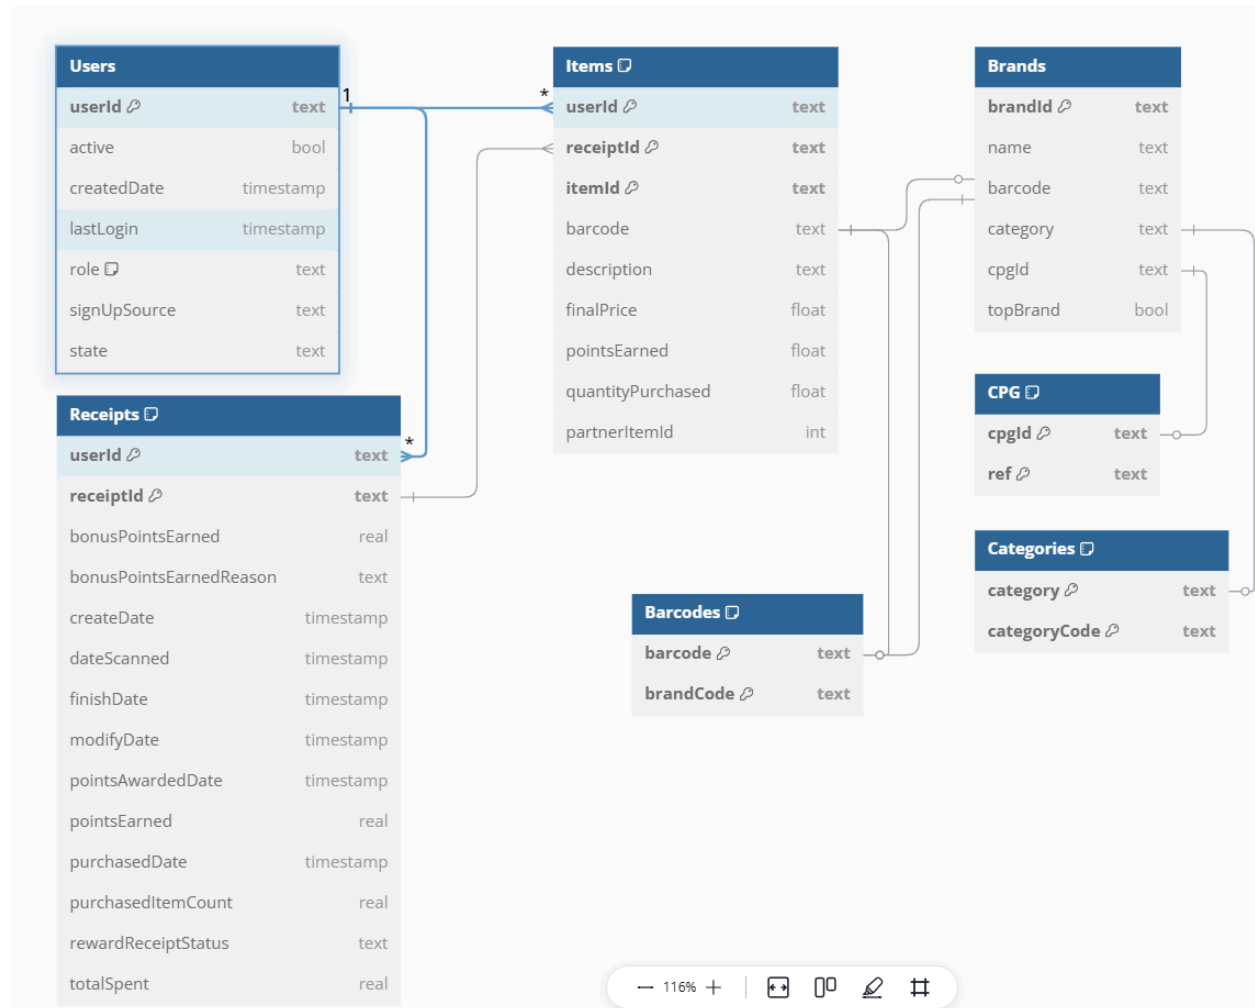 Users
userId text
active bool
createdDate timestamp
lastLogin timestamp
role text
signUpSource text
state text
1
*
Items
userId text
receiptId text
itemId text
barcode text
description text
finalPrice float
pointsEarned float
quantityPurchased float
partnerItemId int
Brands
brandId text
name text
barcode text
category text
cpgId text
topBrand bool
Receipts
*
userId text
receiptId text
bonusPointsEarned real
bonusPointsEarnedReason text
createDate timestamp
dateScanned timestamp
finishDate timestamp
modifyDate timestamp
pointsAwardedDate timestamp
pointsEarned real
purchasedDate timestamp
purchasedItemCount real
rewardReceiptStatus text
totalSpent real
CPG
cpgId text
ref text
Categories
category text
categoryCode text
Barcodes
barcode text
brandCode text
116%